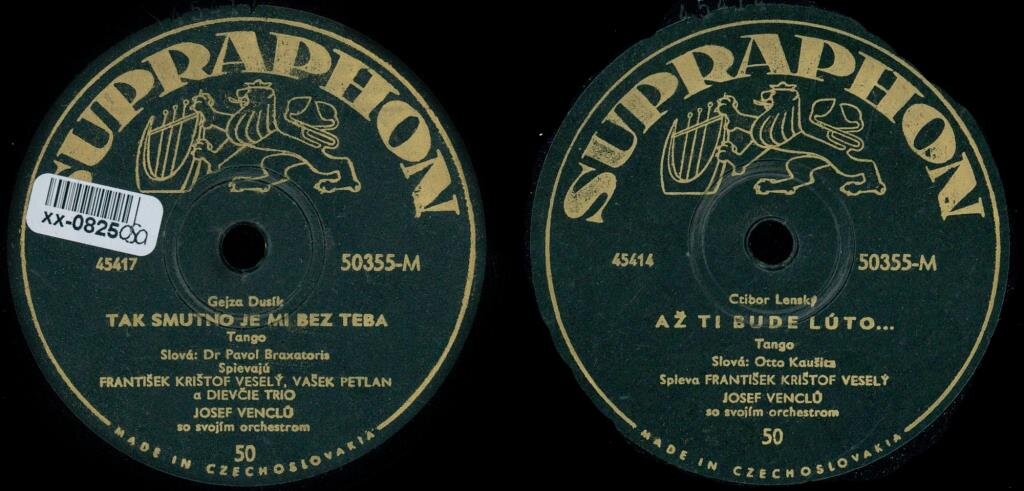 SUPRAPHON
xx-0825 osa
45417
50355-M
Gejza Dusík
TAK SMUTNO JE MI BEZ TEBA
Tango
Slová: Dr Pavol Braxatoris
Spievajú
FRANTIŠEK KRIŠTOF VESELÝ, VAŠEK PETLAN
a DIEVČIE TRIO
JOSEF VENCLŮ
so svojím orchestrom
50
MADE IN CZECHOSLOVAKIA
SUPRAPHON
45414
50355-M
Ctibor Lenský
AŽ TI BUDE LÚTO...
Tango
Slová: Otto Kaušitz
Spieva FRANTIŠEK KRIŠTOF VESELÝ
JOSEF VENCLŮ
so svojím orchestrom
50
MADE IN CZECHOSLOVAKIA